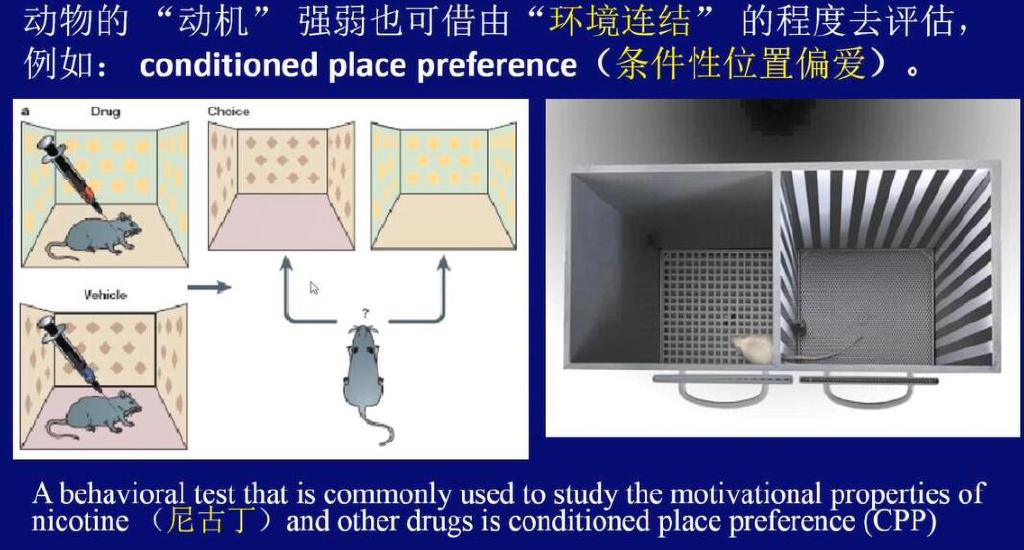 动物的 “动机” 强弱也可借由“环境连结” 的程度去评估，
例如： conditioned place preference（条件性位置偏爱）。
a Drug Choice
Vehicle
?
A behavioral test that is commonly used to study the motivational properties of
nicotine （尼古丁）and other drugs is conditioned place preference (CPP)